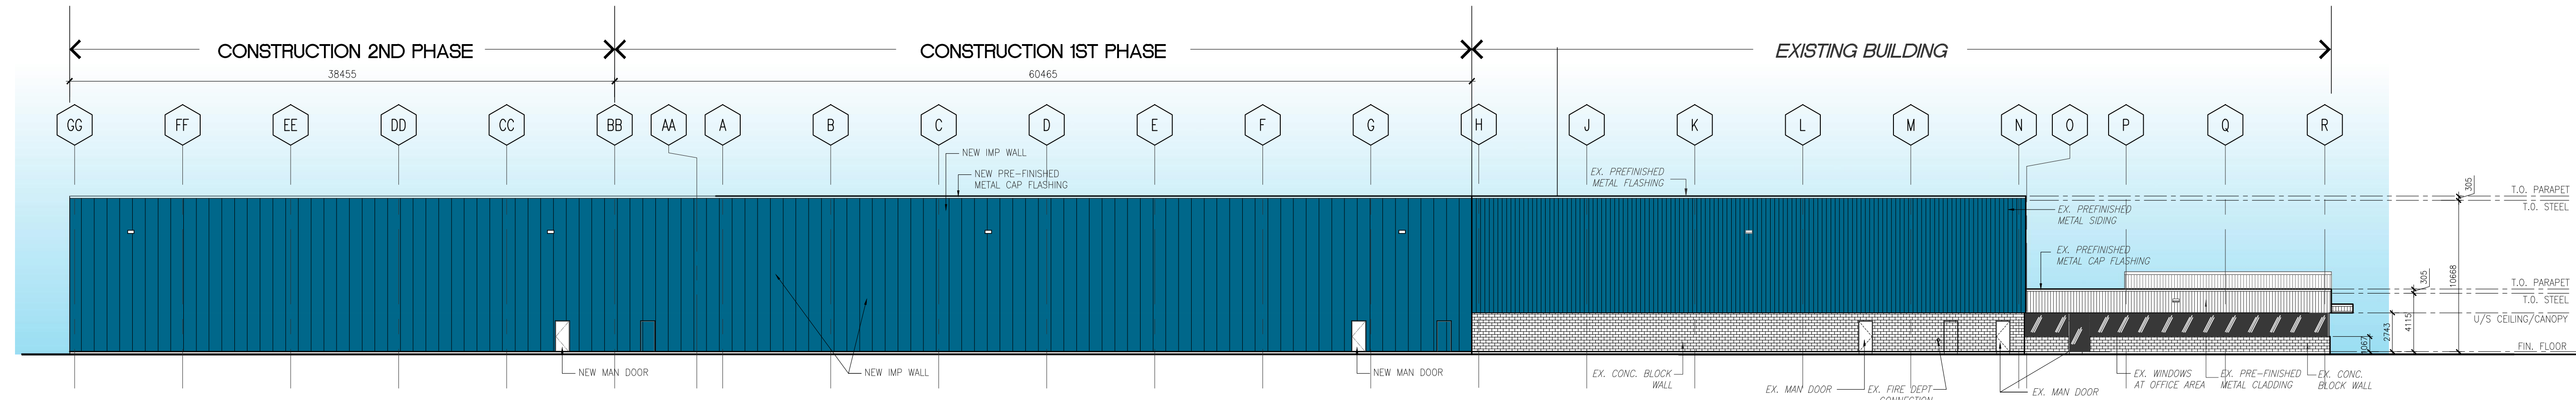 CONSTRUCTION 2ND PHASE
CONSTRUCTION 1ST PHASE
EXISTING BUILDING
38455
60465
GG
FF
EE
DD
CC
BB
AA
A
B
C
D
E
F
G
H
J
K
L
M
N
O
P
Q
R
NEW IMP WALL
NEW PRE-FINISHED
METAL CAP FLASHING
EX. PREFINISHED
METAL FLASHING
EX. PREFINISHED
METAL SIDING
EX. PREFINISHED
METAL CAP FLASHING
305
T.O. PARAPET
T.O. STEEL
10668
305
T.O. PARAPET
T.O. STEEL
U/S CEILING/CANOPY
4115
2743
1067
FIN. FLOOR
NEW MAN DOOR
NEW IMP WALL
NEW MAN DOOR
EX. CONC. BLOCK
WALL
EX. MAN DOOR
EX. FIRE DEPT
CONNECTION
EX. MAN DOOR
EX. WINDOWS
AT OFFICE AREA
EX. PRE-FINISHED
METAL CLADDING
EX. CONC.
BLOCK WALL